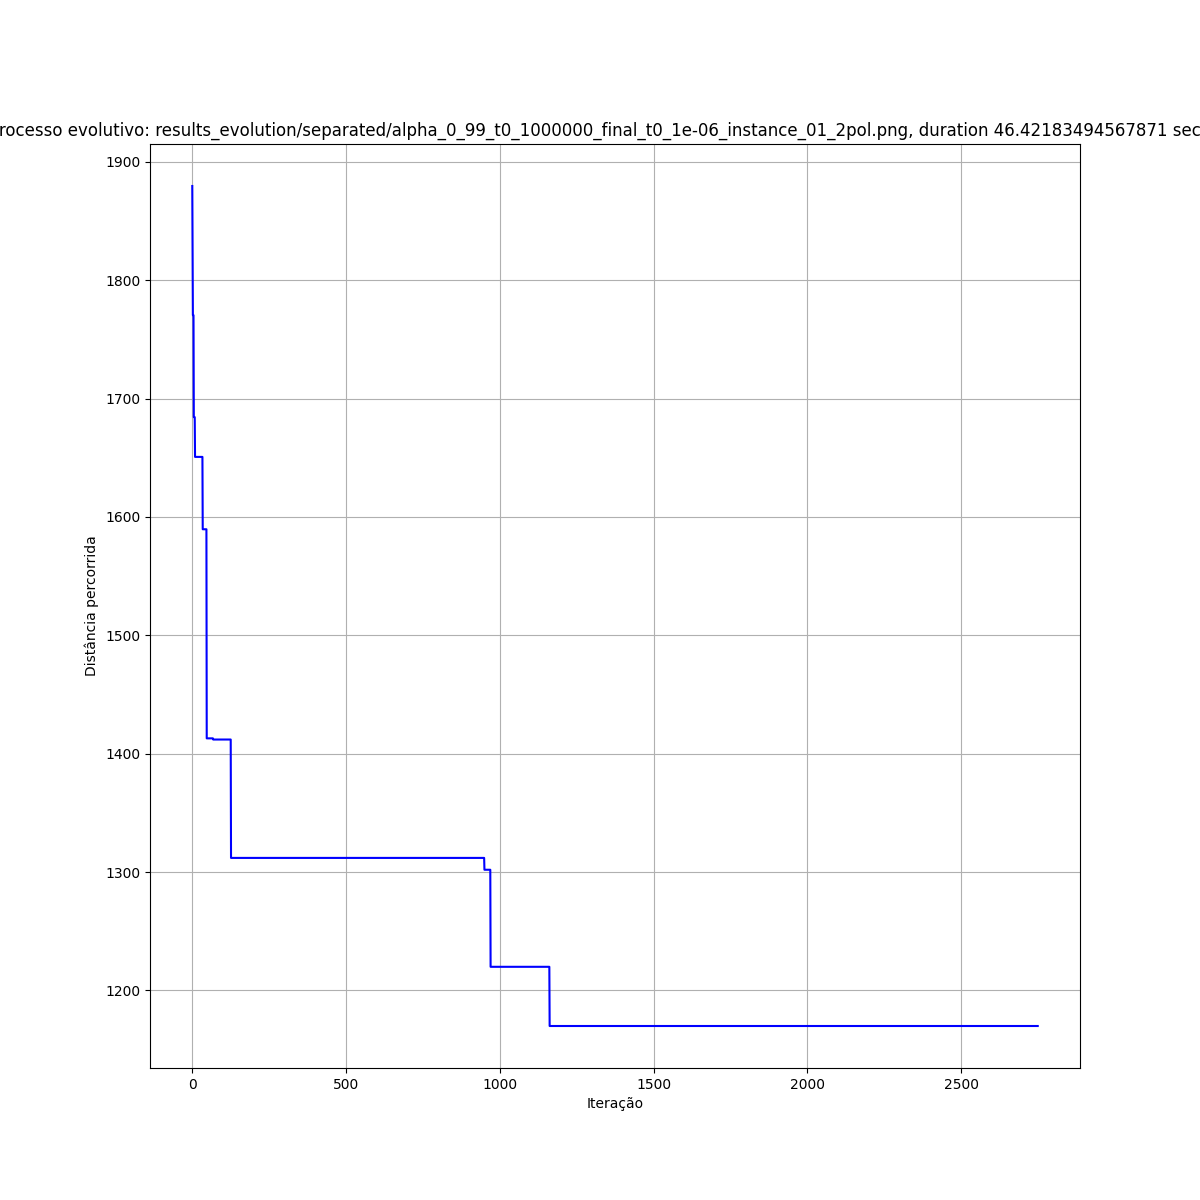 rocesso evolutivo: results_evolution/separated/alpha_0_99_t0_1000000_final_t0_1e-06_instance_01_2pol.png, duration 46.42183494567871 sec
1900
1800
1700
1600
1500
1400
1300
1200
Distância percorrida
0 500 1000 1500 2000 2500
Iteração